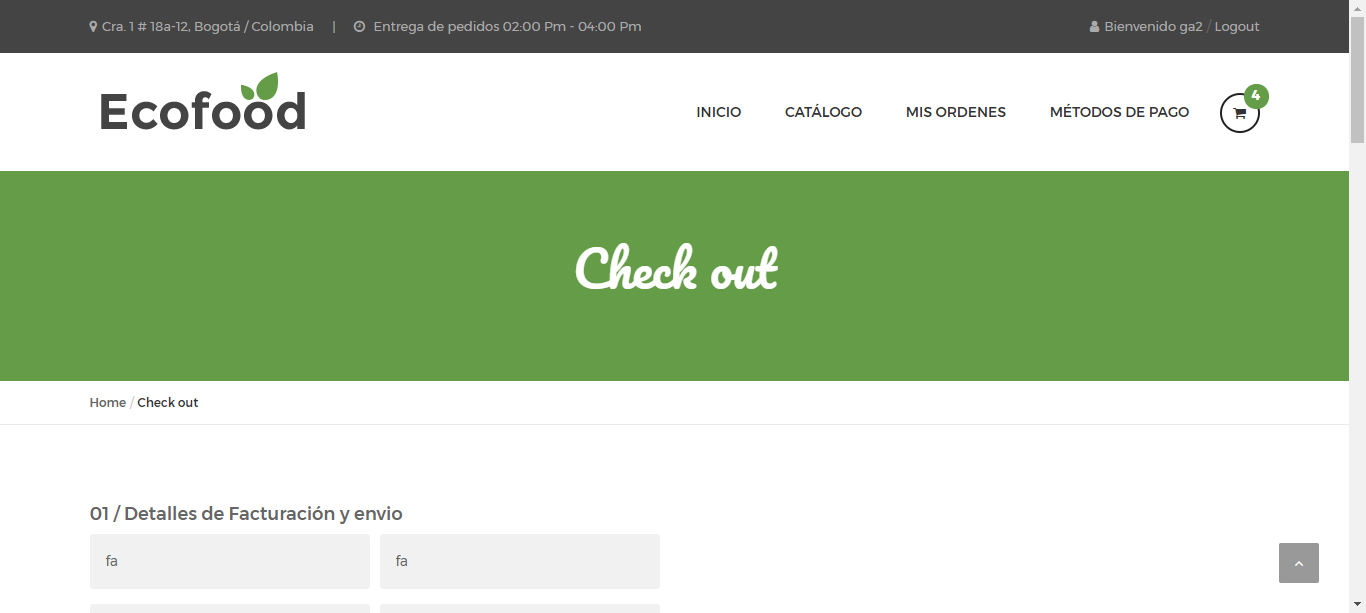 Cra. 1 # 18a-12, Bogotá / Colombia | Entrega de pedidos 02:00 Pm - 04:00 Pm Bienvenido ga2 / Logout
Ecofood
INICIO CATÁLOGO MIS ORDENES MÉTODOS DE PAGO 4
Check out
Home / Check out
01 / Detalles de Facturación y envio
fa fa